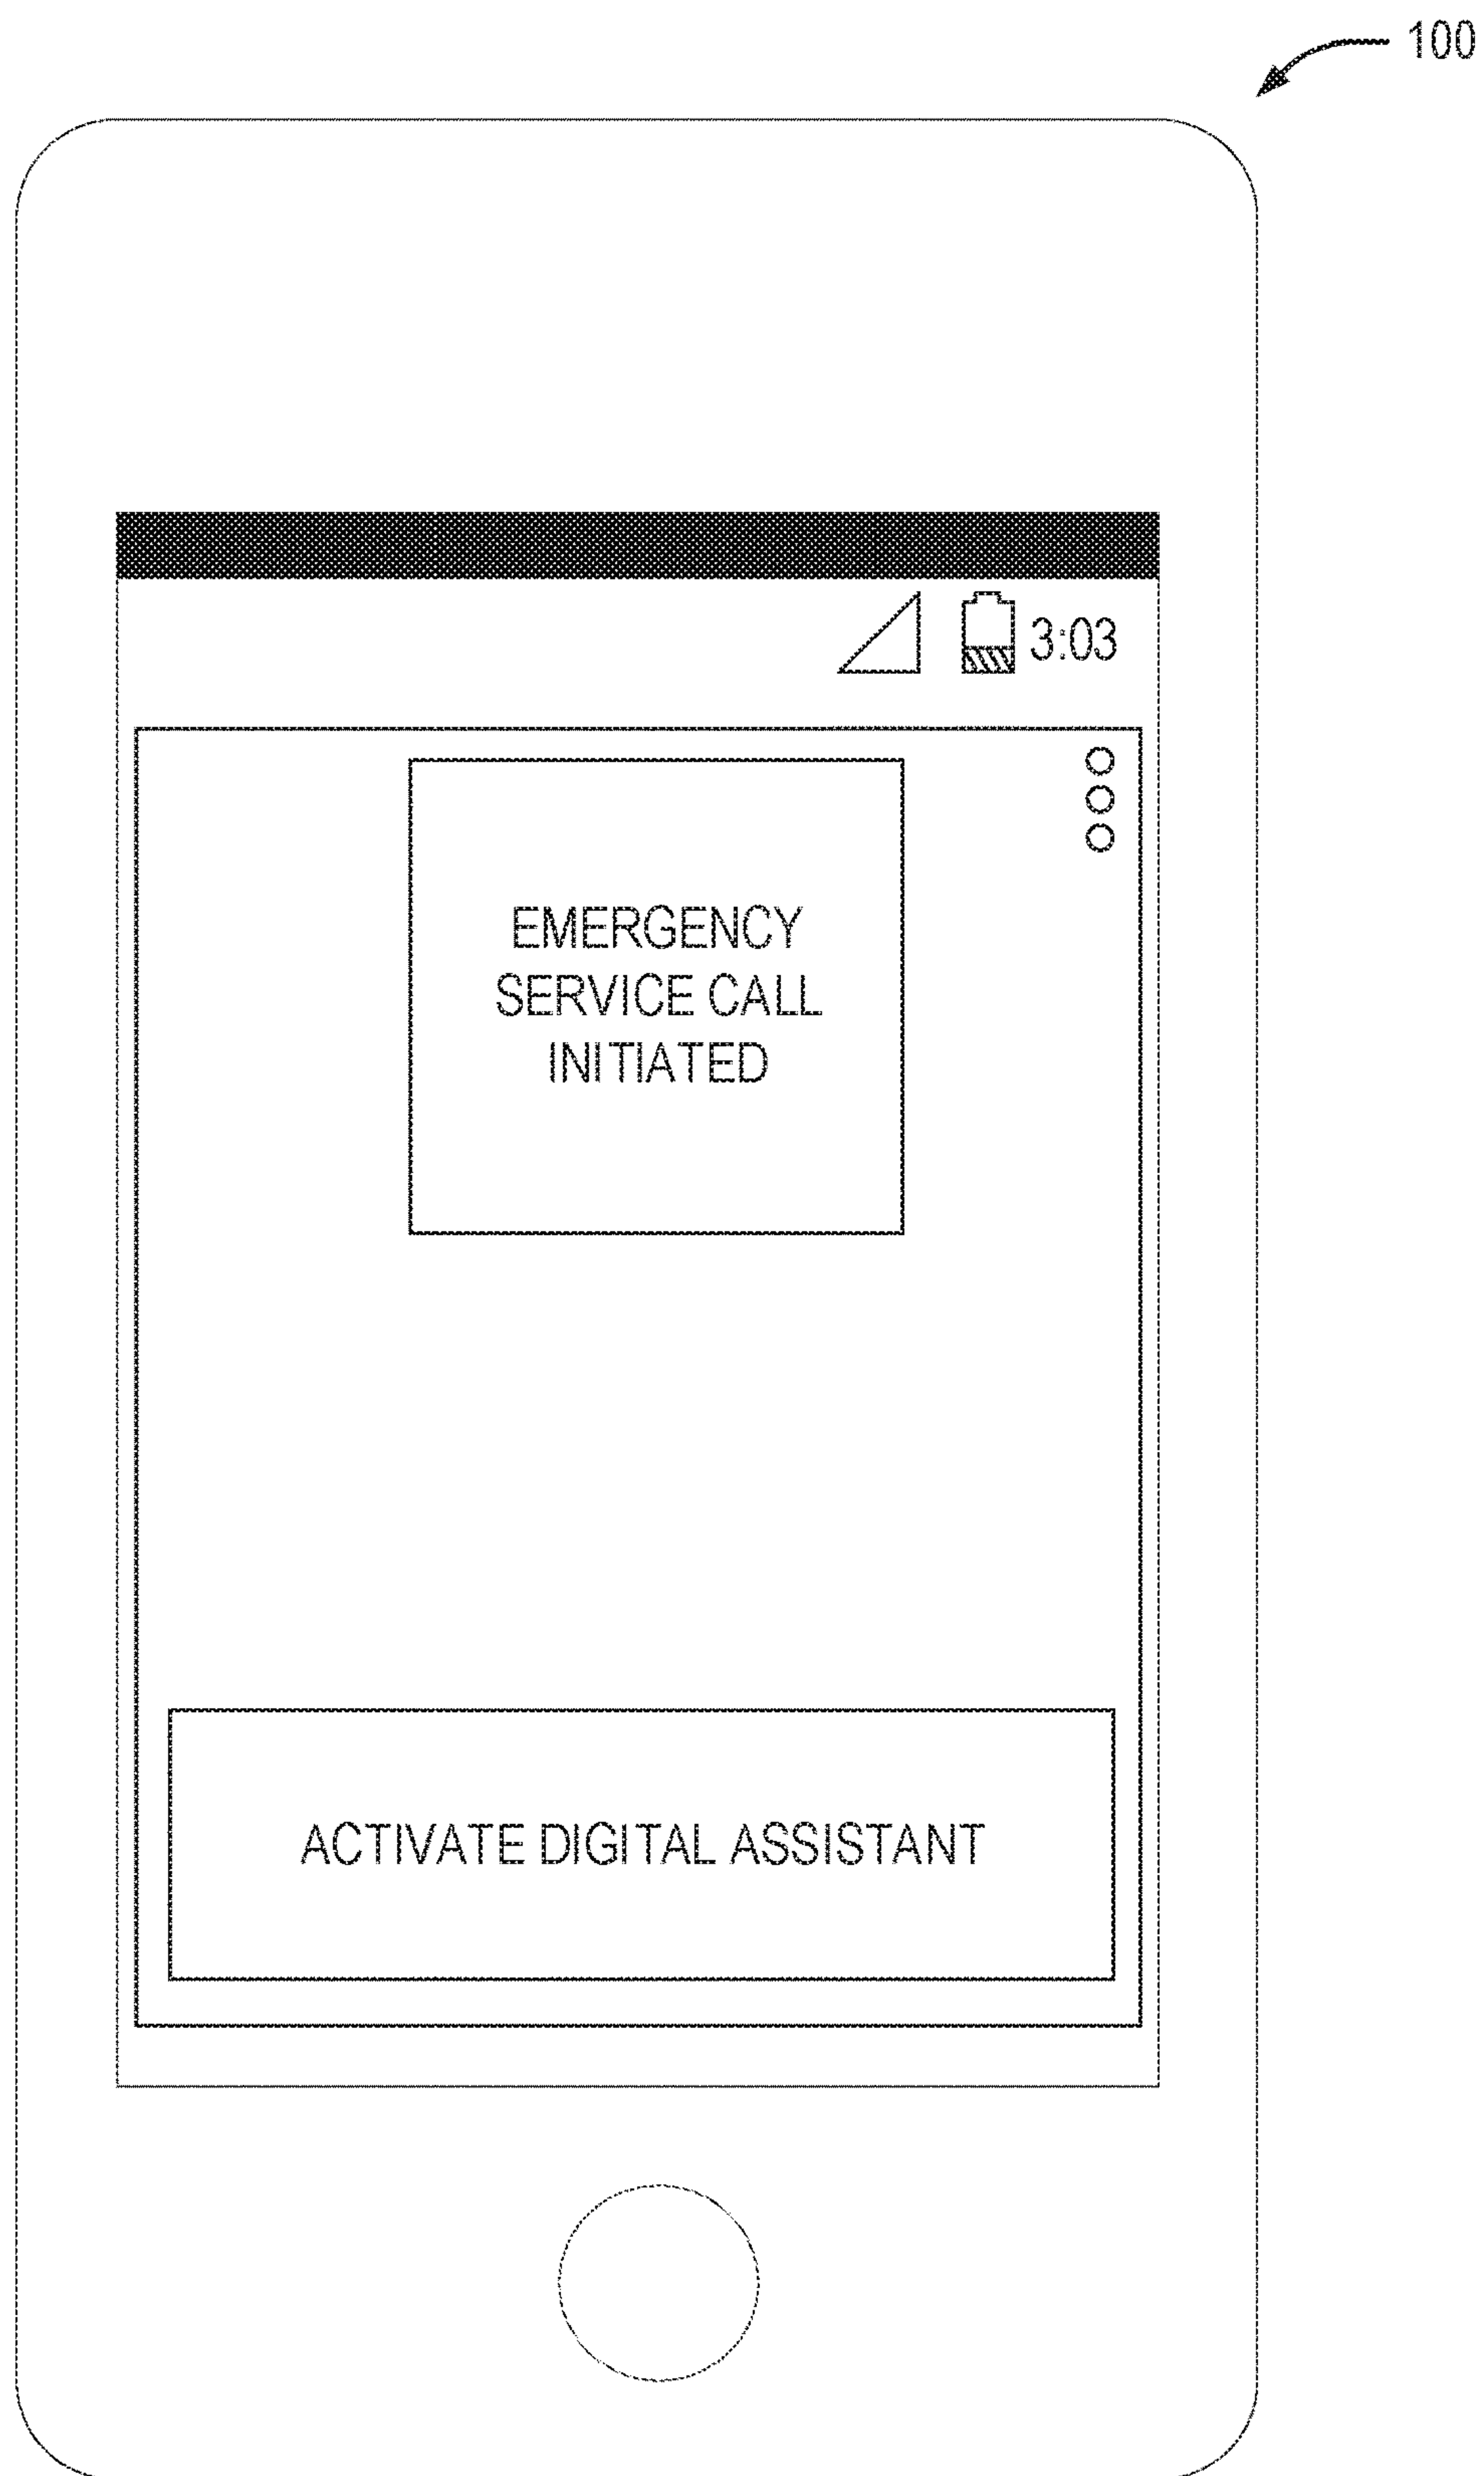 100
3:03
EMERGENCY
SERVICE CALL
INITIATED
ACTIVATE DIGITAL ASSISTANT